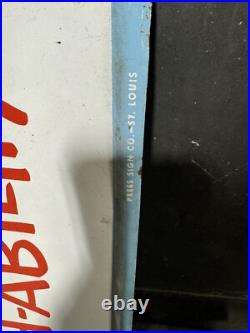 ABILITY
PRESS SIGN CO.-ST. LOUIS